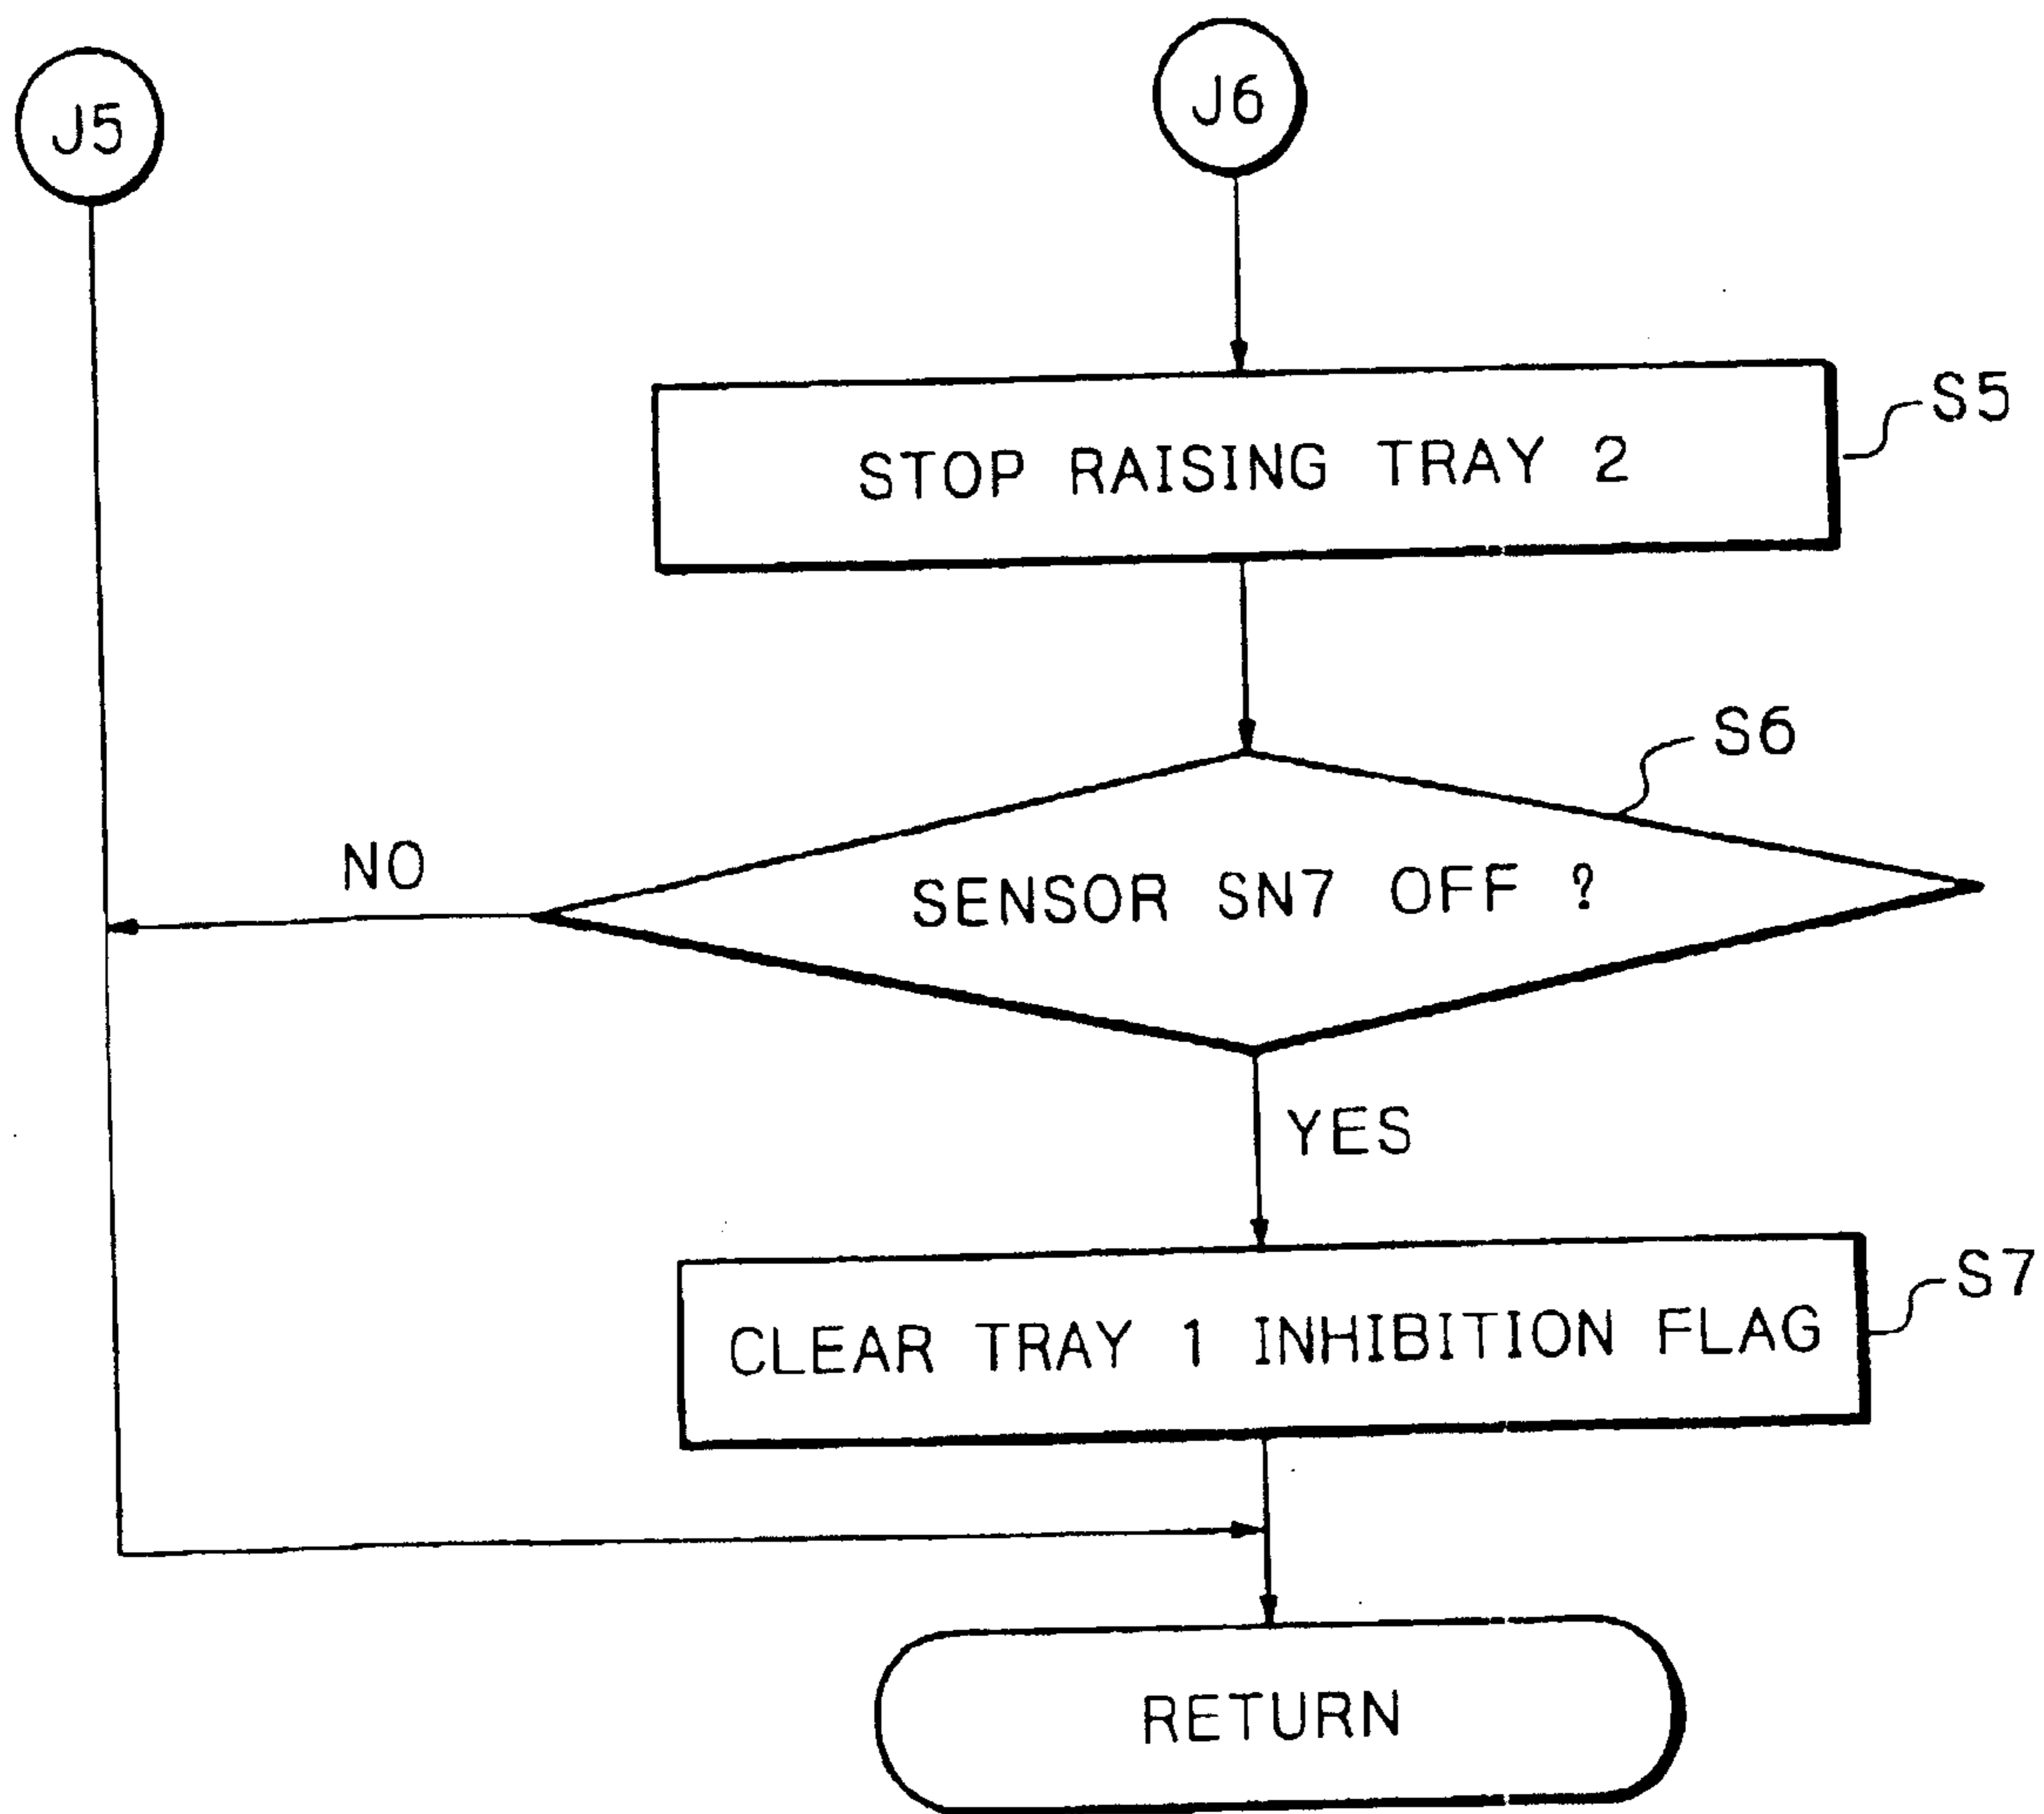 J5
J6
STOP RAISING TRAY 2
S5
S6
NO
SENSOR SN7 OFF ?
YES
S7
CLEAR TRAY 1 INHIBITION FLAG
RETURN